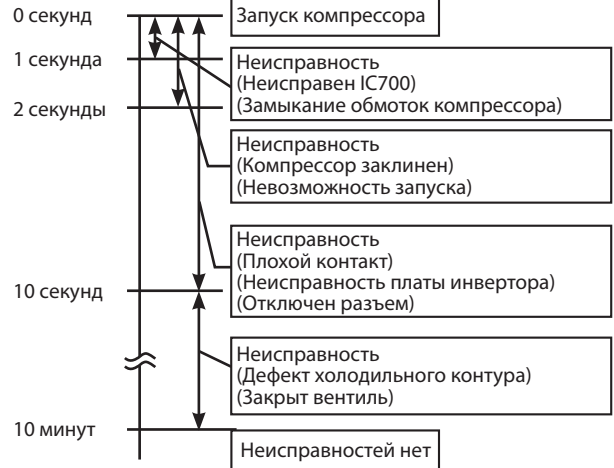 0 секунд
Запуск компрессора
1 секунда
Неисправность
(Неисправен IC700)
(Замыкание обмоток компрессора)
2 секунды
Неисправность
(Компрессор заклинен)
(Невозможность запуска)
Неисправность
(Плохой контакт)
(Неисправность платы инвертора)
(Отключен разъем)
10 секунд
Неисправность
(Дефект холодильного контура)
(Закрыт вентиль)
10 минут
Неисправностей нет